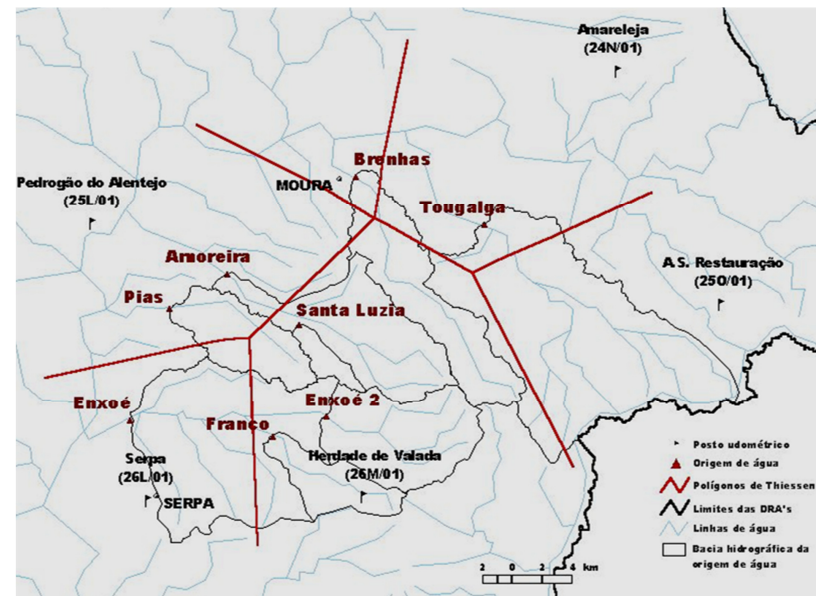 Amareleja
(24N/01)
Brenhas
MOURA
Pedrogão do Alentejo
(25L/01)
Tougalga
Amoreira
A.S. Restauração
(25O/01)
Pias
Santa Luzia
Enxoé
Enxoé 2
Franco
Serpa
(26L/01)
Herdade de Valada
(26M/01)
SERPA
Posto udométrico
Origem de água
Polígonos de Thiessen
Limites das DRA's
Linhas de água
Bacia hidrográfica da
origem de água
2 0 2 4 km